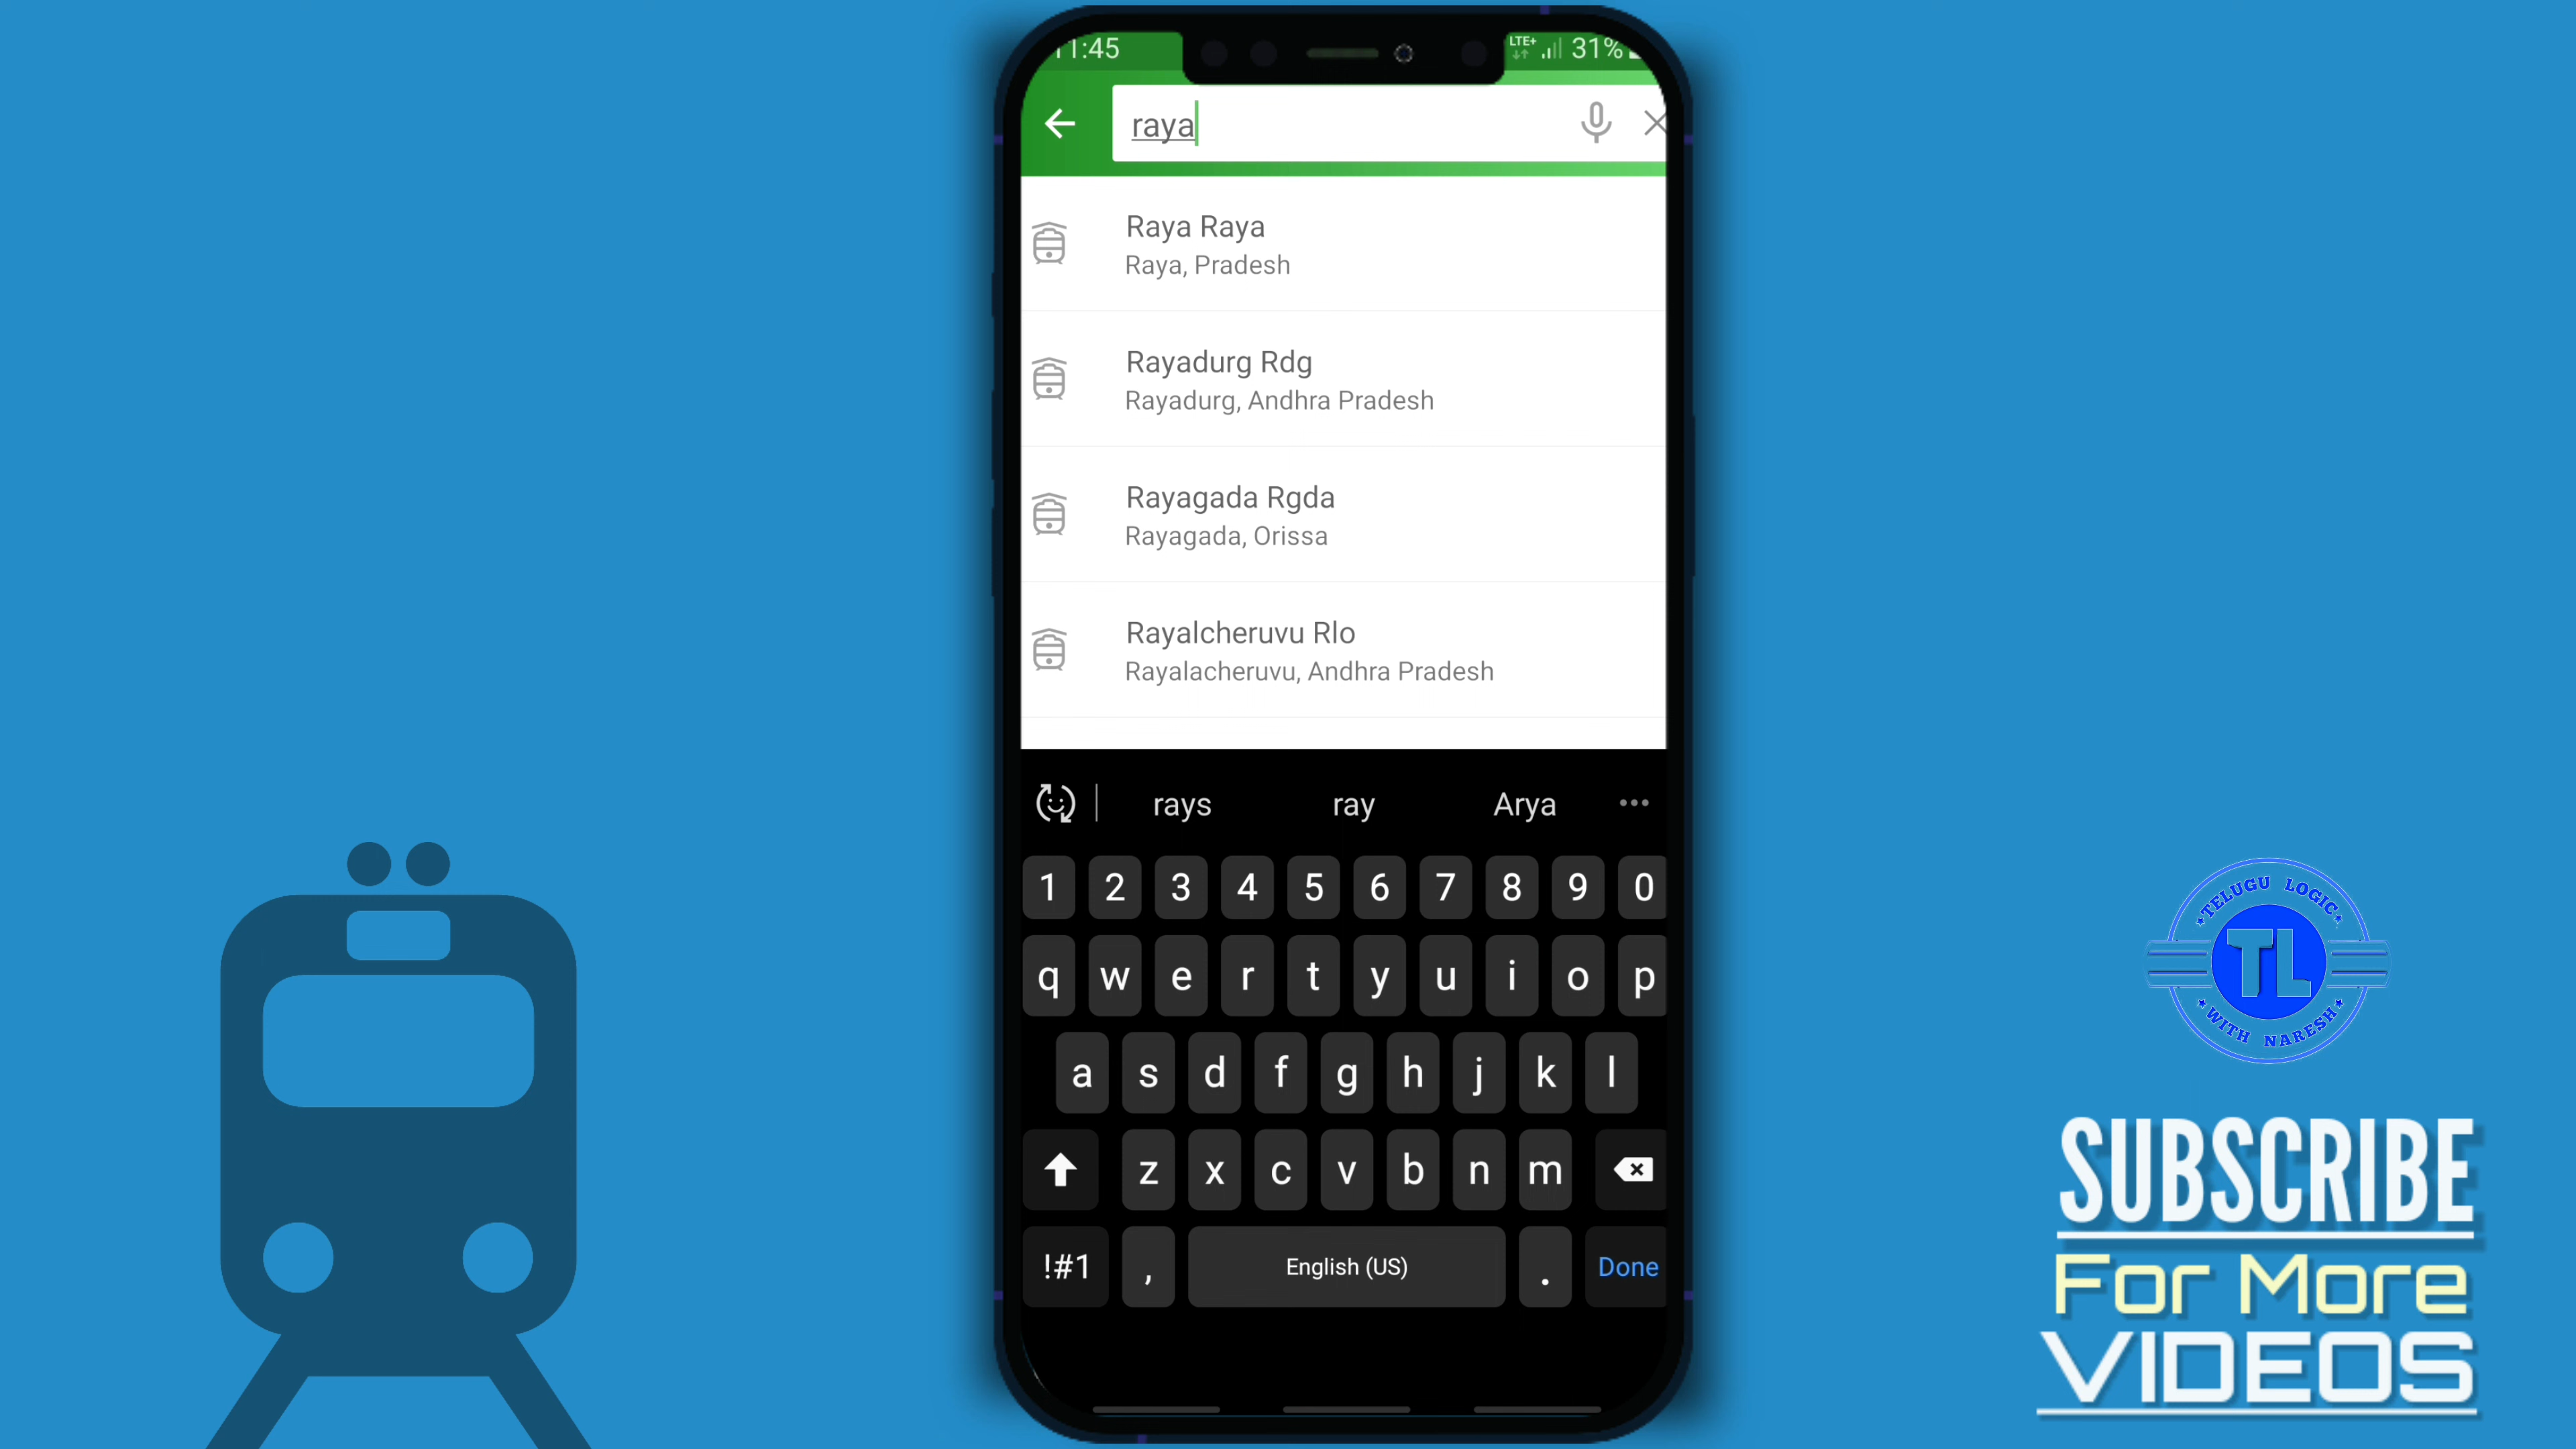 11:45
LTE+ 31%
raya
Raya Raya
Raya, Pradesh
Rayadurg Rdg
Rayadurg, Andhra Pradesh
Rayagada Rgda
Rayagada, Orissa
Rayalcheruvu Rlo
Rayalacheruvu, Andhra Pradesh
rays ray Arya
1 2 3 4 5 6 7 8 9 0
q w e r t y u i o p
a s d f g h j k l
z x c v b n m
!#1 , English (US) . Done
TELUGU LOGIC
TL
WITH NARESH
SUBSCRIBE
For More
VIDEOS